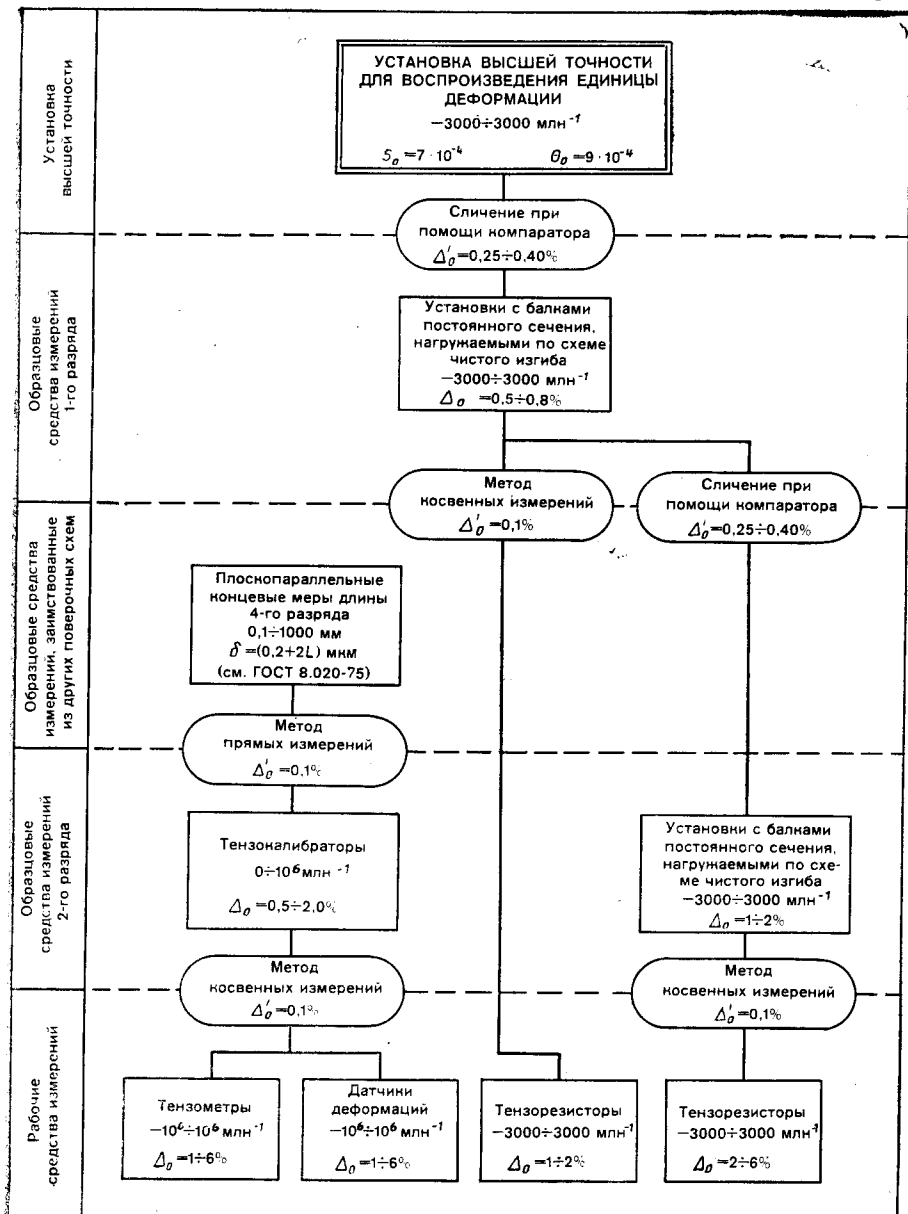 Установка
высшей точности
УСТАНОВКА ВЫСШЕЙ ТОЧНОСТИ
ДЛЯ ВОСПРОИЗВЕДЕНИЯ ЕДИНИЦЫ
ДЕФОРМАЦИИ
−3000÷3000 млн⁻¹
S₀ =7 · 10⁻⁴ θ₀ =9 · 10⁻⁴
Сличение при
помощи компаратора
Δ′₀ =0,25÷0,40%
Образцовые
средства измерений
1-го разряда
Установки с балками
постоянного сечения,
нагружаемыми по схеме
чистого изгиба
−3000÷3000 млн⁻¹
Δ₀ =0,5÷0,8%
Метод
косвенных измерений
Δ′₀ =0,1%
Сличение при
помощи компаратора
Δ′₀ =0,25÷0,40%
Образцовые средства
измерений, заимствованные
из других поверочных схем
Плоскопараллельные
концевые меры длины
4-го разряда
0,1÷1000 мм
δ =(0,2+2L) мкм
(см. ГОСТ 8.020-75)
Метод
прямых измерений
Δ′₀ =0,1%
Образцовые
средства измерений
2-го разряда
Тензокалибраторы
0÷10⁶ млн ⁻¹
Δ₀ =0,5÷2,0%
Установки с балками
постоянного сечения,
нагружаемыми по схе-
ме чистого изгиба
−3000÷3000 млн⁻¹
Δ₀ =1÷2%
Метод
косвенных измерений
Δ′₀ =0,1%
Метод
косвенных измерений
Δ′₀ =0,1%
Рабочие
средства измерений
Тензометры
−10⁶÷10⁶ млн⁻¹
Δ₀ =1÷6%
Датчики
деформаций
−10⁶÷10⁶ млн⁻¹
Δ₀ =1÷6%
Тензорезисторы
−3000÷3000 млн⁻¹
Δ₀ =1÷2%
Тензорезисторы
−3000÷3000 млн⁻¹
Δ₀ =2÷6%